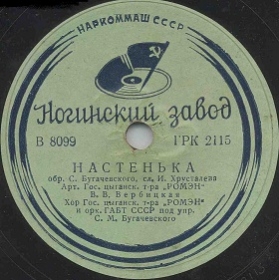 НАРКОММАШ СССР
Ногинский завод
В 8099 ГРК 2115
НАСТЕНЬКА
обр. С. Бугачевского, сл. И. Хрусталева
Арт. Гос. цыганск. т-ра „РОМЭН“
В. В. Вербицкая
Хор Гос. цыганск. т-ра „РОМЭН“
и орк. ГАБТ СССР под упр.
С. М. Бугачевского